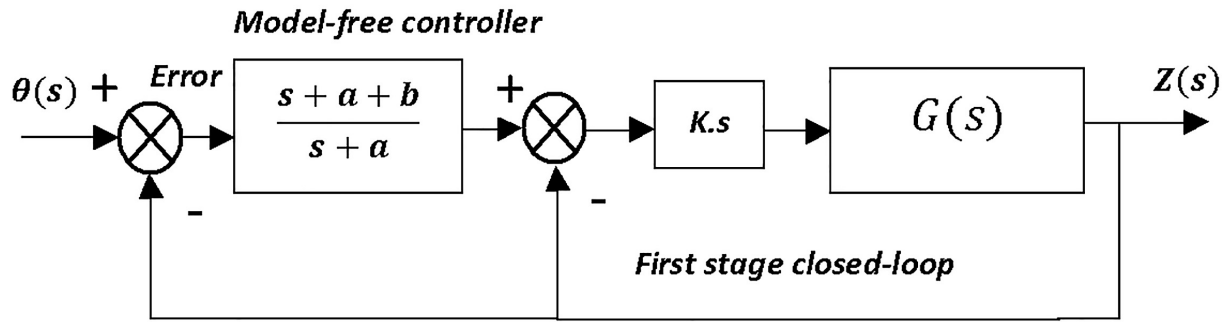 Model-free controller
θ(s) + Error s + a + b + K.s G(s) Z(s)
s + a
- -
First stage closed-loop